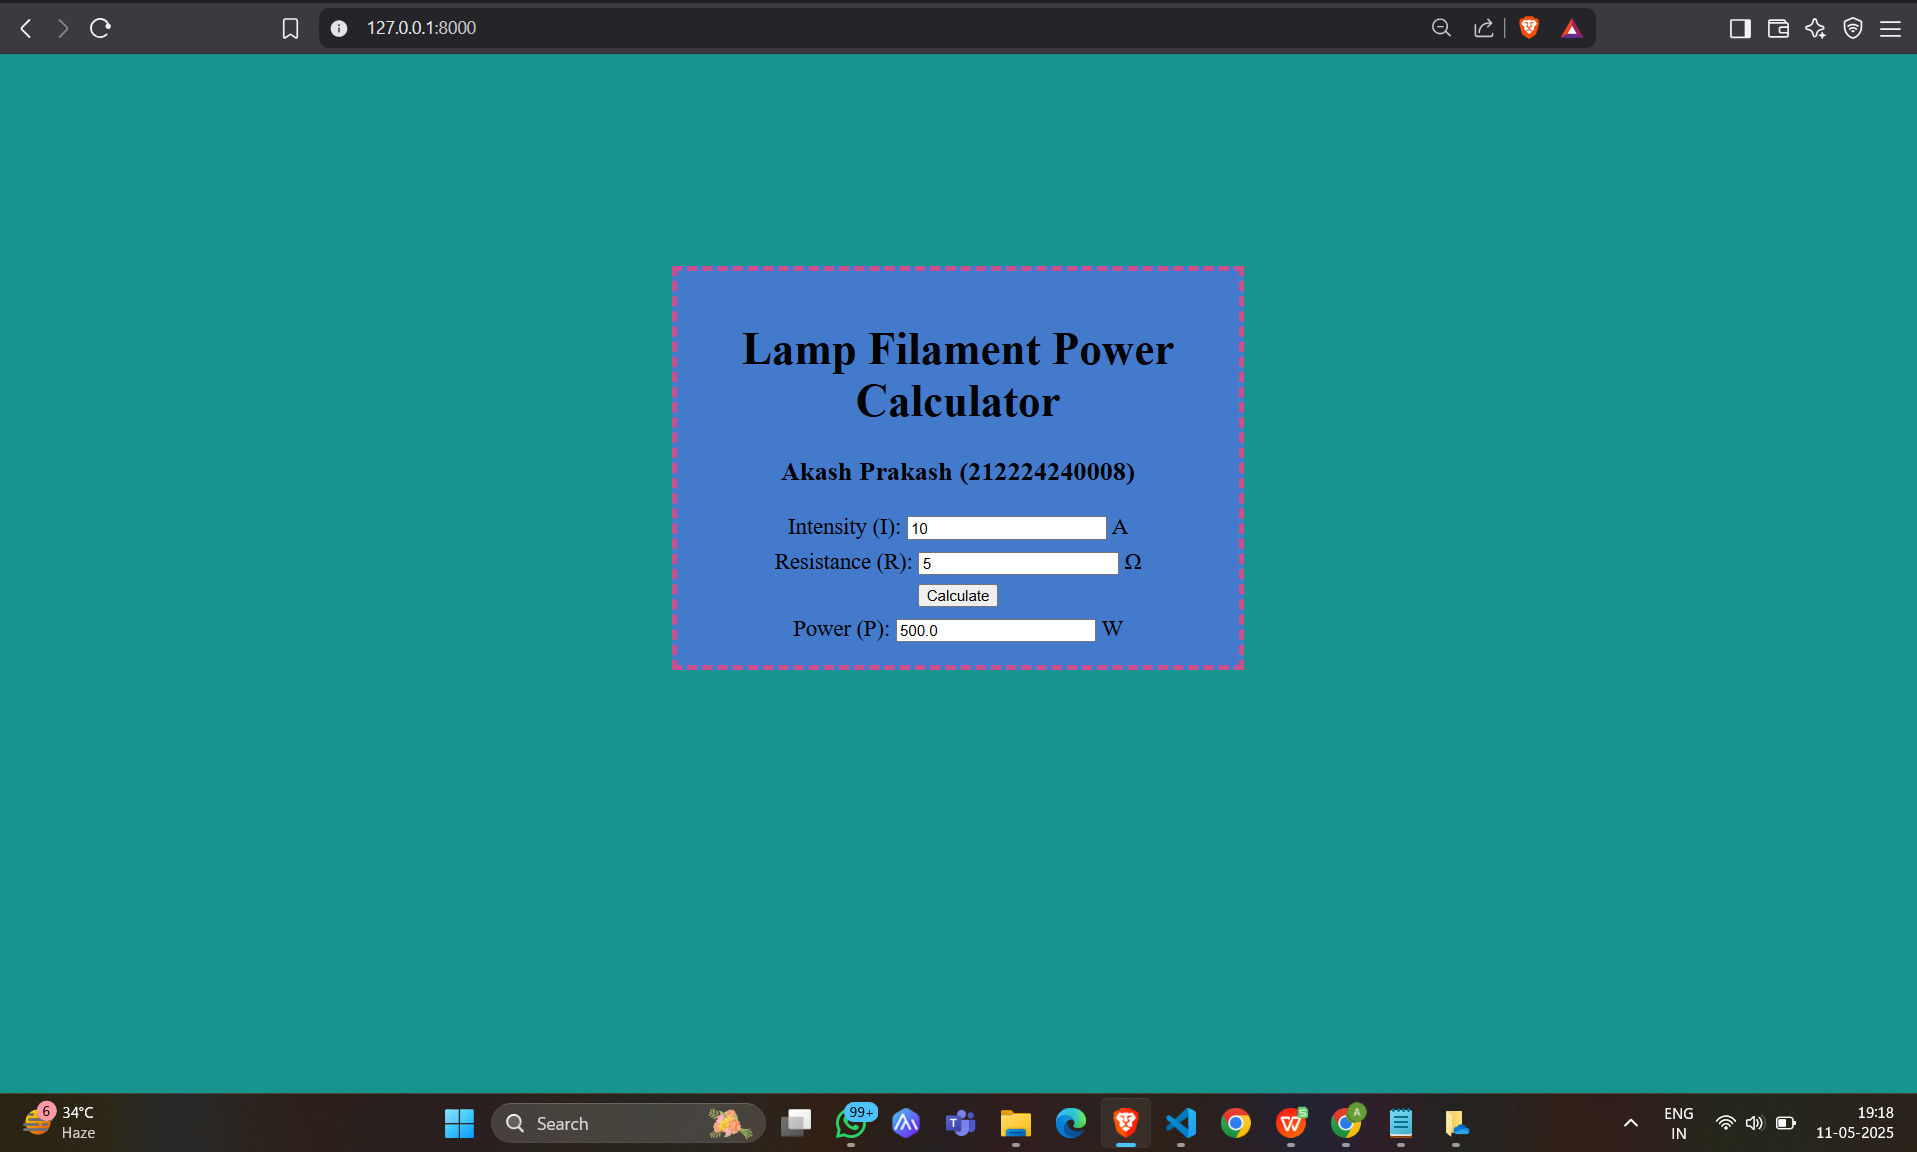 127.0.0.1:8000
Lamp Filament Power
Calculator
Akash Prakash (212224240008)
Intensity (I): 10 A
Resistance (R): 5 Ω
Calculate
Power (P): 500.0 W
6
34°C
Haze
Search
99+
T
W
S
A
ENG
IN
19:18
11-05-2025